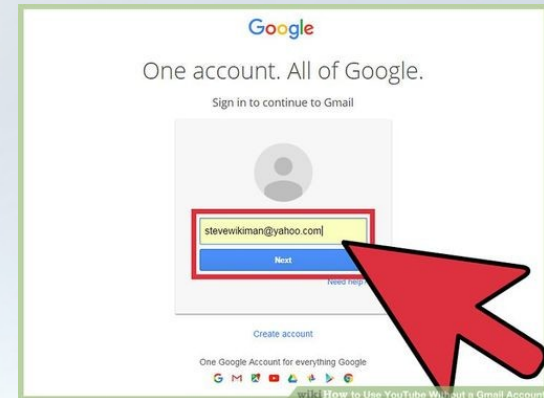 Google
One account. All of Google.
Sign in to continue to Gmail
stevewikiman@yahoo.com
Next
Need help
Create account
One Google Account for everything Google
wiki How to Use YouTube Without a Gmail Account